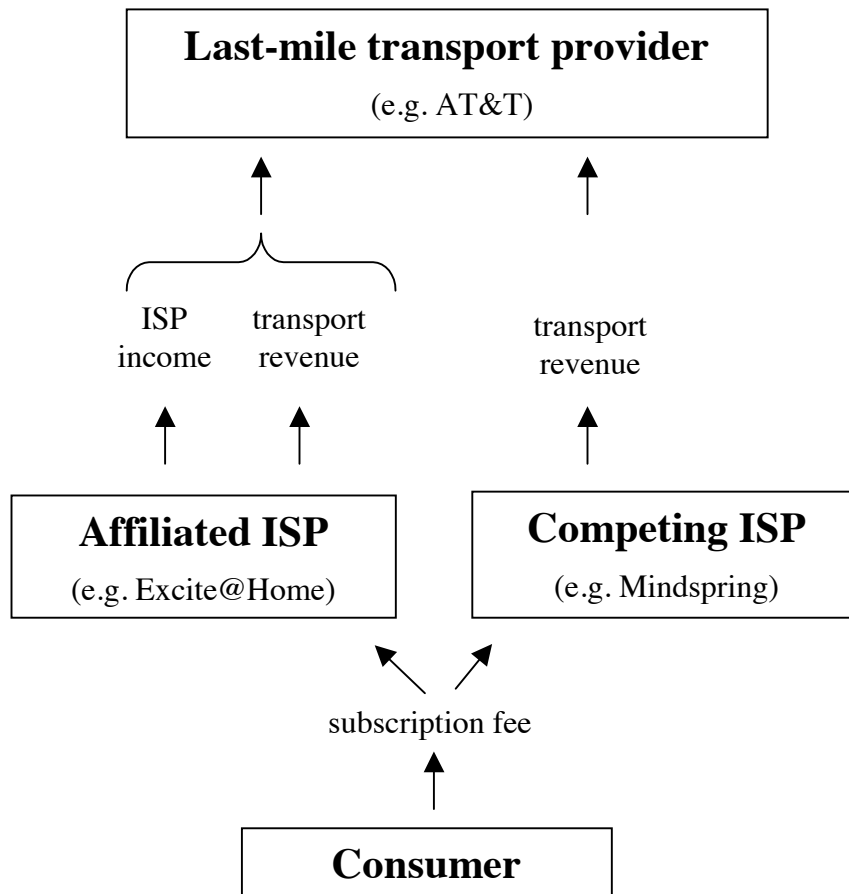 Last-mile transport provider
(e.g. AT&T)
ISP
income
transport
revenue
transport
revenue
Affiliated ISP
(e.g. Excite@Home)
Competing ISP
(e.g. Mindspring)
subscription fee
Consumer